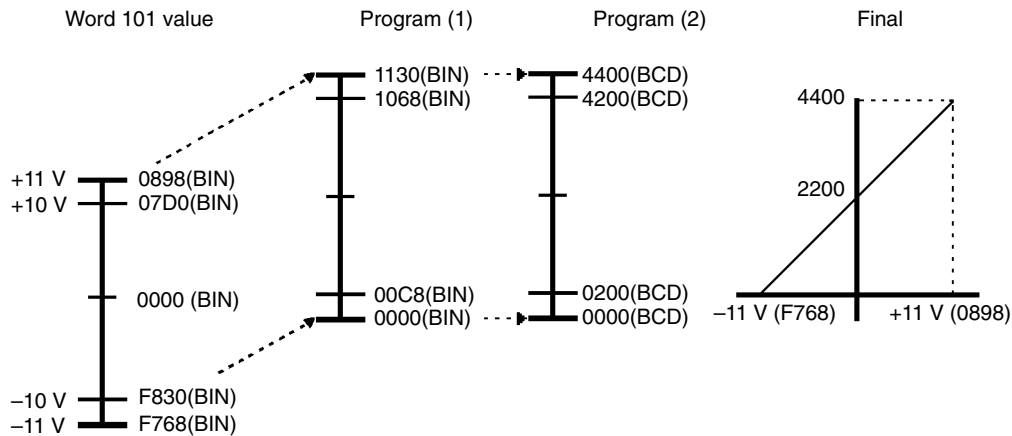 Word 101 value
Program (1)
Program (2)
Final
+11 V
0898(BIN)
+10 V
07D0(BIN)
0000 (BIN)
–10 V
F830(BIN)
–11 V
F768(BIN)
1130(BIN)
1068(BIN)
00C8(BIN)
0000(BIN)
4400(BCD)
4200(BCD)
0200(BCD)
0000(BCD)
4400
2200
–11 V (F768)
+11 V (0898)